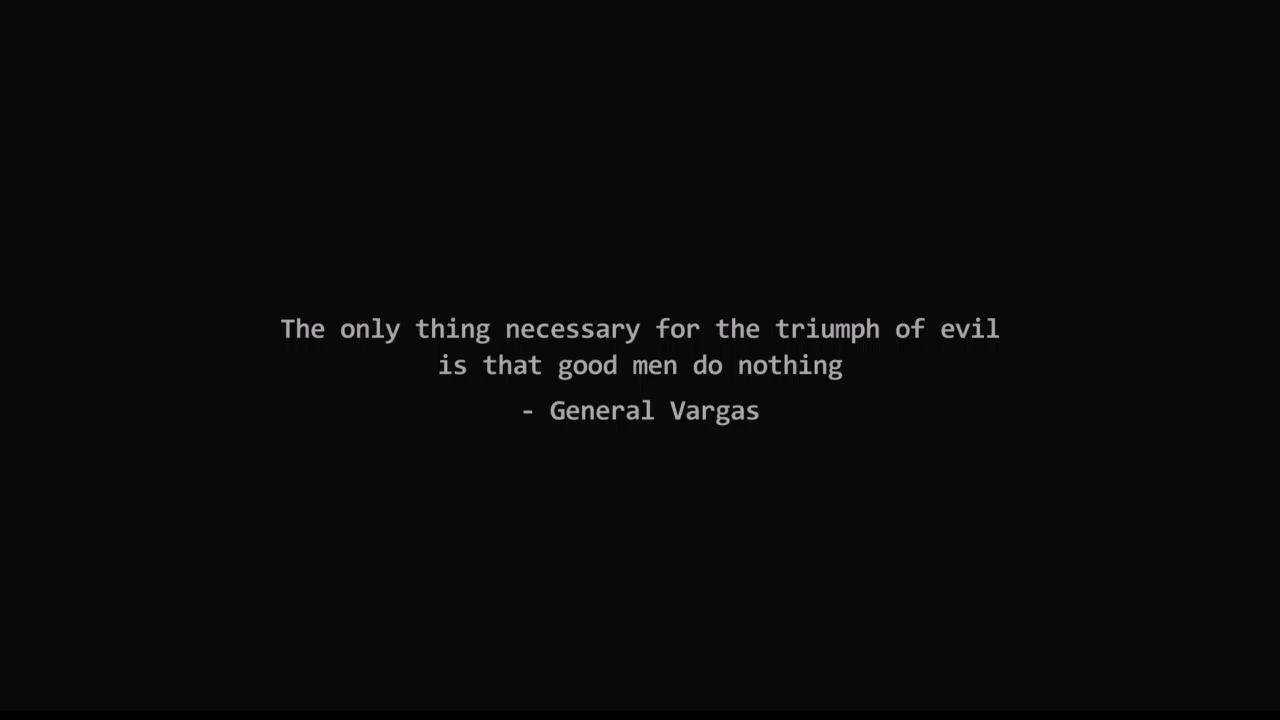 The only thing necessary for the triumph of evil
is that good men do nothing
- General Vargas